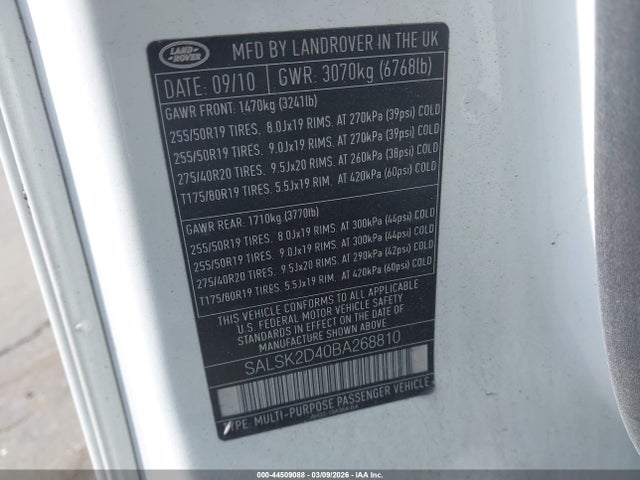 LAND ROVER
MFD BY LANDROVER IN THE UK
DATE: 09/10 GWR: 3070kg (6768lb)
GAWR FRONT: 1470kg (3241lb)
255/50R19 TIRES. 8.0Jx19 RIMS. AT 270kPa (39psi) COLD
255/50R19 TIRES. 9.0Jx19 RIMS. AT 270kPa (39psi) COLD
275/40R20 TIRES. 9.5Jx20 RIMS. AT 260kPa (38psi) COLD
T175/80R19 TIRES. 5.5Jx19 RIM. AT 420kPa (60psi) COLD
GAWR REAR: 1710kg (3770lb)
255/50R19 TIRES. 8.0Jx19 RIMS. AT 300kPa (44psi) COLD
255/50R19 TIRES. 9.0Jx19 RIMS. AT 300kPa (44psi) COLD
275/40R20 TIRES. 9.5Jx20 RIMS. AT 290kPa (42psi) COLD
T175/80R19 TIRES. 5.5Jx19 RIM. AT 420kPa (60psi) COLD
THIS VEHICLE CONFORMS TO ALL APPLICABLE
U.S. FEDERAL MOTOR VEHICLE SAFETY
STANDARDS IN EFFECT ON THE DATE OF
MANUFACTURE SHOWN ABOVE.
SALSK2D40BA268810
YPE: MULTI-PURPOSE PASSENGER VEHICLE
000-44509088 - 03/09/2026 - IAAI, Inc.